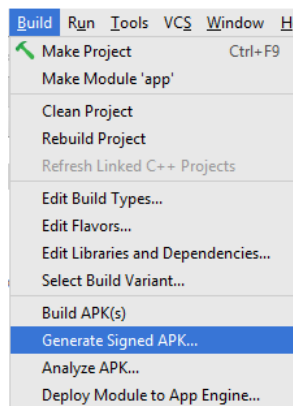 Build Run Tools VCS Window H
Make Project Ctrl+F9
Make Module 'app'
Clean Project
Rebuild Project
Refresh Linked C++ Projects
Edit Build Types...
Edit Flavors...
Edit Libraries and Dependencies...
Select Build Variant...
Build APK(s)
Generate Signed APK...
Analyze APK...
Deploy Module to App Engine...